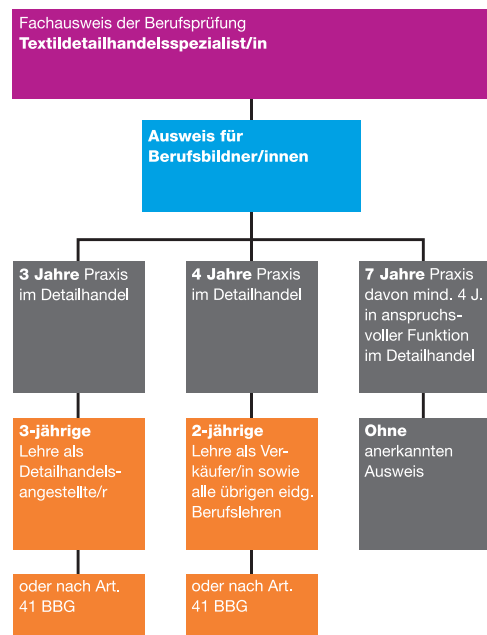 Fachausweis der Berufsprüfung
Textildetailhandelsspezialist/in
Ausweis für
Berufsbildner/innen
3 Jahre Praxis
im Detailhandel
4 Jahre Praxis
im Detailhandel
7 Jahre Praxis
davon mind. 4 J.
in anspruchs-
voller Funktion
im Detailhandel
3-jährige
Lehre als
Detailhandels-
angestellte/r
2-jährige
Lehre als Ver-
käufer/in sowie
alle übrigen eidg.
Berufslehren
Ohne
anerkannten
Ausweis
oder nach Art.
41 BBG
oder nach Art.
41 BBG